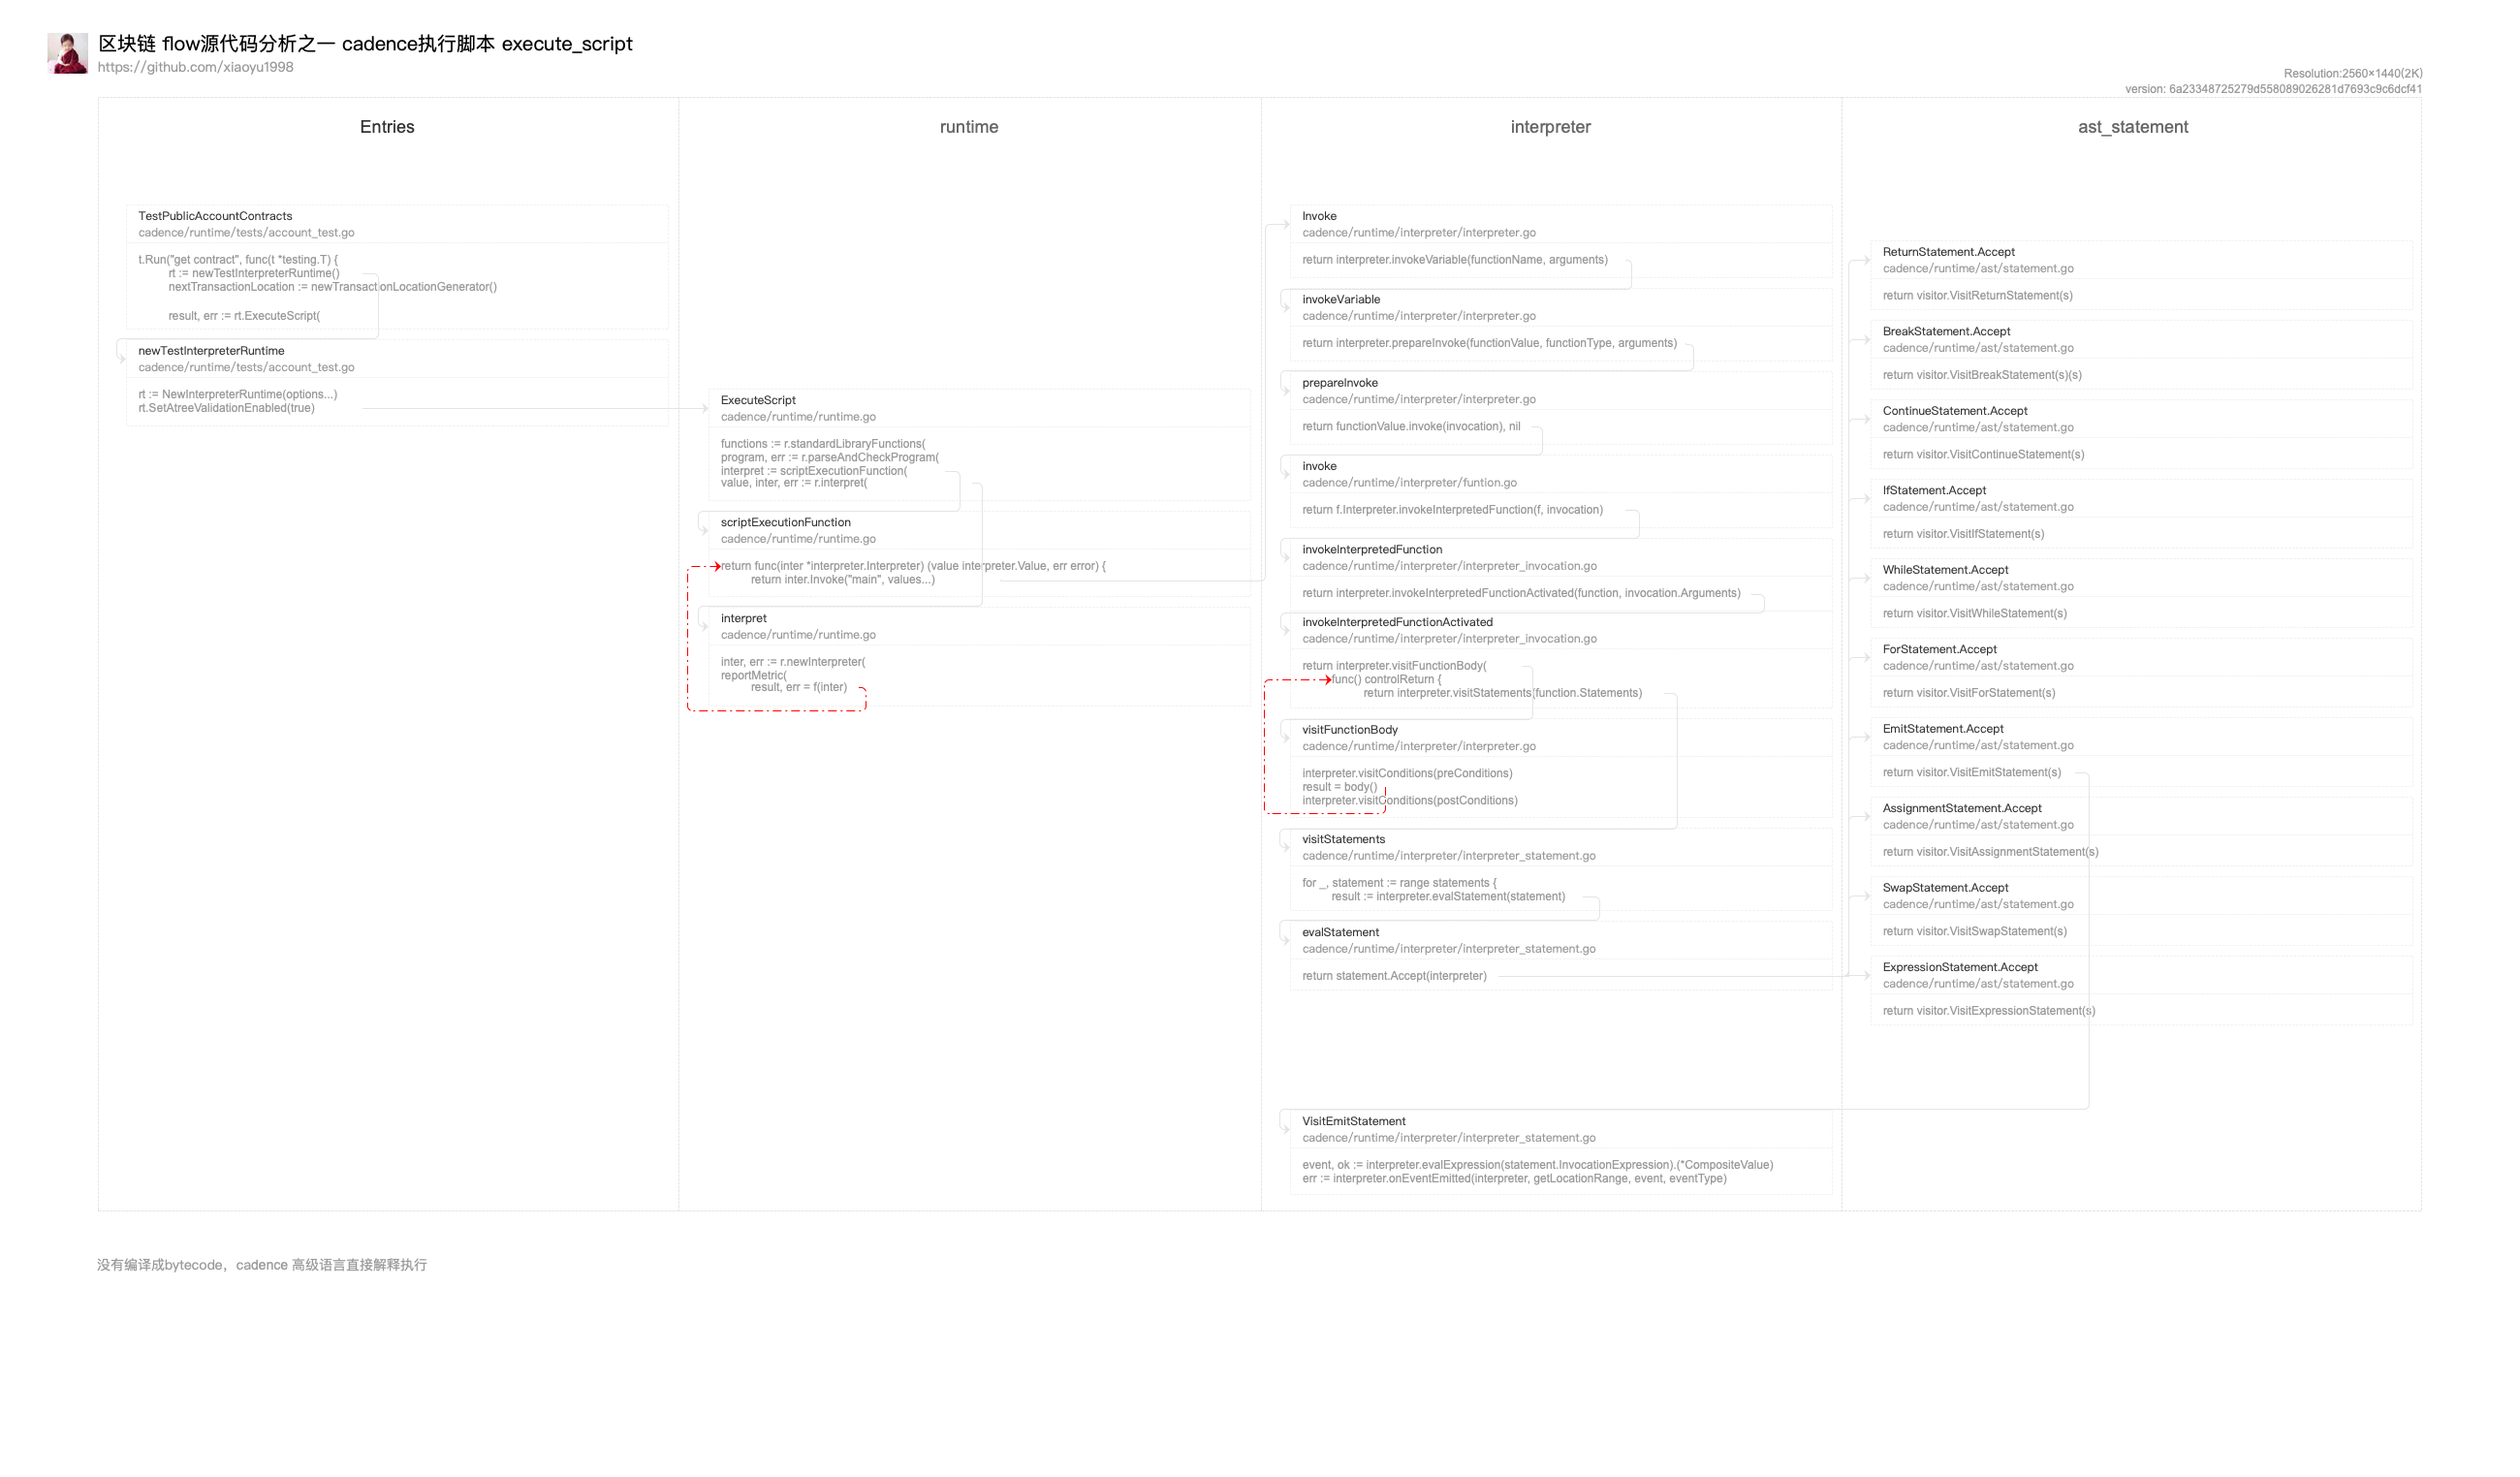 区块链 flow源代码分析之一 cadence执行脚本 execute_script
https://github.com/xiaoyu1998
Resolution:2560×1440(2K)
version: 6a23348725279d558089026281d7693c9c6dcf41
Entries
TestPublicAccountContracts
cadence/runtime/tests/account_test.go
t.Run("get contract", func(t *testing.T) {
rt := newTestInterpreterRuntime()
nextTransactionLocation := newTransactionLocationGenerator()
result, err := rt.ExecuteScript(
newTestInterpreterRuntime
cadence/runtime/tests/account_test.go
rt := NewInterpreterRuntime(options...)
rt.SetAtreeValidationEnabled(true)
runtime
ExecuteScript
cadence/runtime/runtime.go
functions := r.standardLibraryFunctions(
program, err := r.parseAndCheckProgram(
interpret := scriptExecutionFunction(
value, inter, err := r.interpret(
scriptExecutionFunction
cadence/runtime/runtime.go
return func(inter *interpreter.Interpreter) (value interpreter.Value, err error) {
return inter.Invoke("main", values...)
interpret
cadence/runtime/runtime.go
inter, err := r.newInterpreter(
reportMetric(
result, err = f(inter)
interpreter
Invoke
cadence/runtime/interpreter/interpreter.go
return interpreter.invokeVariable(functionName, arguments)
invokeVariable
cadence/runtime/interpreter/interpreter.go
return interpreter.prepareInvoke(functionValue, functionType, arguments)
prepareInvoke
cadence/runtime/interpreter/interpreter.go
return functionValue.invoke(invocation), nil
invoke
cadence/runtime/interpreter/funtion.go
return f.Interpreter.invokeInterpretedFunction(f, invocation)
invokeInterpretedFunction
cadence/runtime/interpreter/interpreter_invocation.go
return interpreter.invokeInterpretedFunctionActivated(function, invocation.Arguments)
invokeInterpretedFunctionActivated
cadence/runtime/interpreter/interpreter_invocation.go
return interpreter.visitFunctionBody(
func() controlReturn {
return interpreter.visitStatements(function.Statements)
visitFunctionBody
cadence/runtime/interpreter/interpreter.go
interpreter.visitConditions(preConditions)
result = body()
interpreter.visitConditions(postConditions)
visitStatements
cadence/runtime/interpreter/interpreter_statement.go
for _, statement := range statements {
result := interpreter.evalStatement(statement)
evalStatement
cadence/runtime/interpreter/interpreter_statement.go
return statement.Accept(interpreter)
VisitEmitStatement
cadence/runtime/interpreter/interpreter_statement.go
event, ok := interpreter.evalExpression(statement.InvocationExpression).(*CompositeValue)
err := interpreter.onEventEmitted(interpreter, getLocationRange, event, eventType)
ast_statement
ReturnStatement.Accept
cadence/runtime/ast/statement.go
return visitor.VisitReturnStatement(s)
BreakStatement.Accept
cadence/runtime/ast/statement.go
return visitor.VisitBreakStatement(s)(s)
ContinueStatement.Accept
cadence/runtime/ast/statement.go
return visitor.VisitContinueStatement(s)
IfStatement.Accept
cadence/runtime/ast/statement.go
return visitor.VisitIfStatement(s)
WhileStatement.Accept
cadence/runtime/ast/statement.go
return visitor.VisitWhileStatement(s)
ForStatement.Accept
cadence/runtime/ast/statement.go
return visitor.VisitForStatement(s)
EmitStatement.Accept
cadence/runtime/ast/statement.go
return visitor.VisitEmitStatement(s)
AssignmentStatement.Accept
cadence/runtime/ast/statement.go
return visitor.VisitAssignmentStatement(s)
SwapStatement.Accept
cadence/runtime/ast/statement.go
return visitor.VisitSwapStatement(s)
ExpressionStatement.Accept
cadence/runtime/ast/statement.go
return visitor.VisitExpressionStatement(s)
没有编译成bytecode，cadence 高级语言直接解释执行